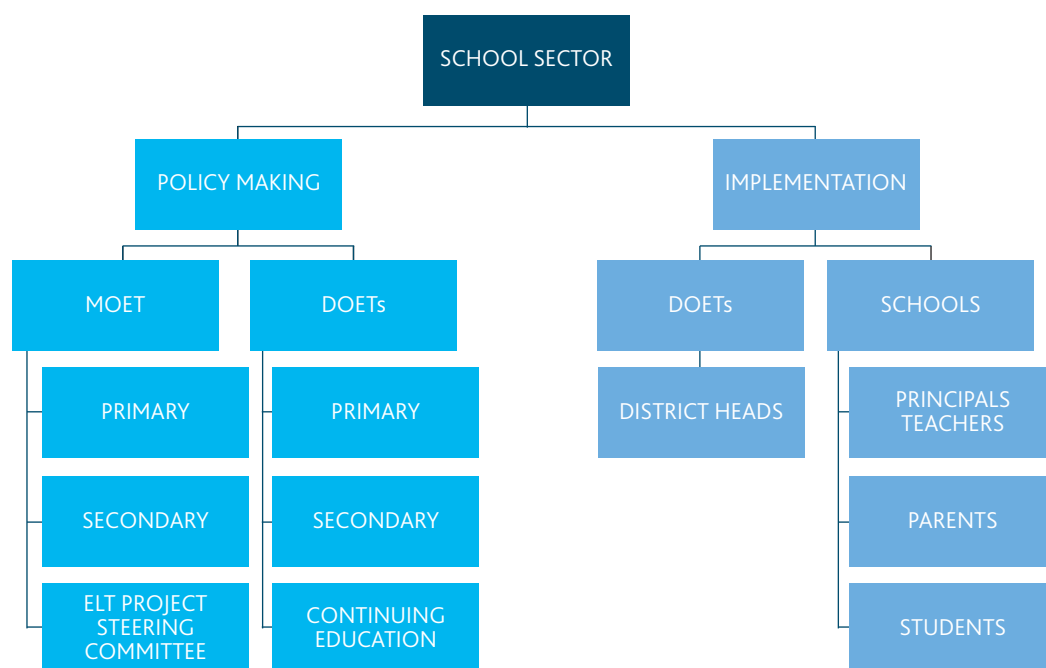 SCHOOL SECTOR
POLICY MAKING
IMPLEMENTATION
MOET
DOETs
DOETs
SCHOOLS
PRIMARY
PRIMARY
DISTRICT HEADS
PRINCIPALS
TEACHERS
SECONDARY
SECONDARY
PARENTS
ELT PROJECT
STEERING
COMMITTEE
CONTINUING
EDUCATION
STUDENTS